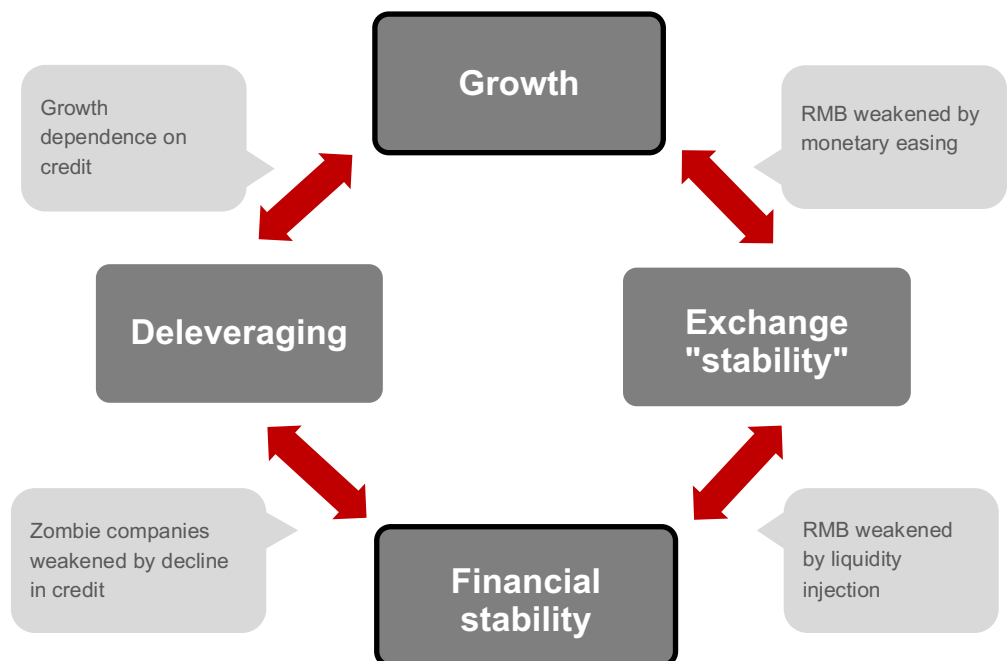 Growth
Growth
dependence on
credit
RMB weakened by
monetary easing
Deleveraging
Exchange
"stability"
Zombie companies
weakened by decline
in credit
Financial
stability
RMB weakened
by liquidity
injection